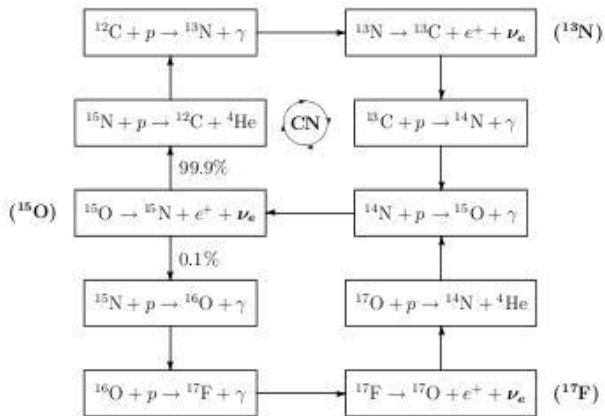 ¹²C + p → ¹³N + γ
¹³N → ¹³C + e⁺ + νₑ
(¹³N)
¹⁵N + p → ¹²C + ⁴He
CN
¹³C + p → ¹⁴N + γ
99.9%
(¹⁵O)
¹⁵O → ¹⁵N + e⁺ + νₑ
¹⁴N + p → ¹⁵O + γ
0.1%
¹⁵N + p → ¹⁶O + γ
¹⁷O + p → ¹⁴N + ⁴He
¹⁶O + p → ¹⁷F + γ
¹⁷F → ¹⁷O + e⁺ + νₑ
(¹⁷F)